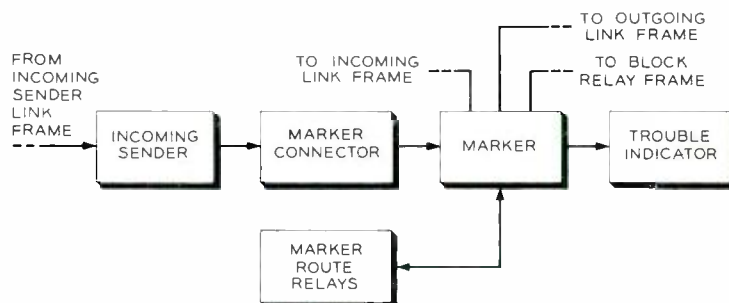 FROM
INCOMING
SENDER
LINK
FRAME
TO INCOMING
LINK FRAME
TO OUTGOING
LINK FRAME
TO BLOCK
RELAY FRAME
INCOMING
SENDER
MARKER
CONNECTOR
MARKER
TROUBLE
INDICATOR
MARKER
ROUTE
RELAYS